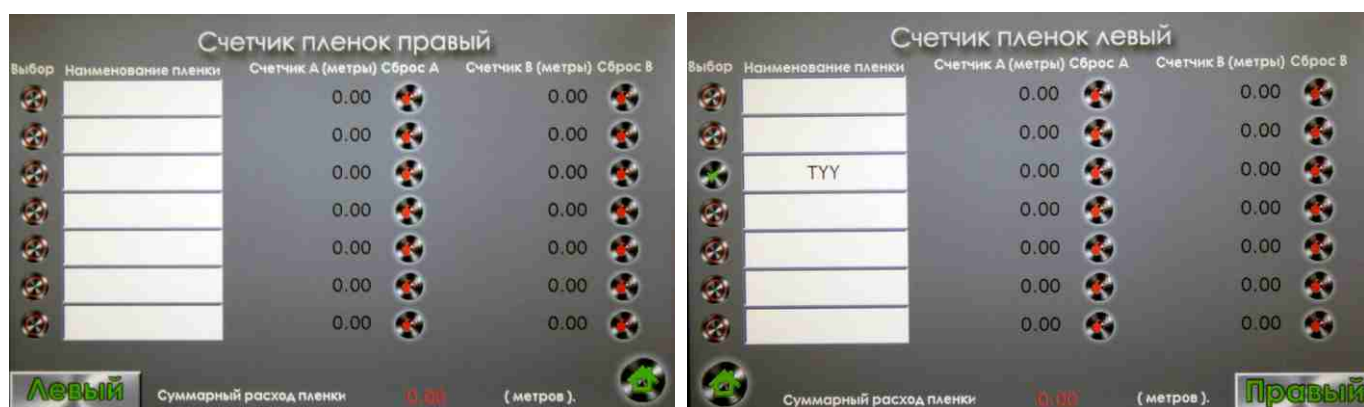 Счетчик пленок правый
Выбор Наименование пленки Счетчик А (метры) Сброс А Счетчик В (метры) Сброс В
0.00 0.00
0.00 0.00
0.00 0.00
0.00 0.00
0.00 0.00
0.00 0.00
0.00 0.00
Левый Суммарный расход пленки 0.00 (метров).
Счетчик пленок левый
Выбор Наименование пленки Счетчик А (метры) Сброс А Счетчик В (метры) Сброс В
0.00 0.00
0.00 0.00
TYY 0.00 0.00
0.00 0.00
0.00 0.00
0.00 0.00
0.00 0.00
Суммарный расход пленки 0.00 (метров). Правый